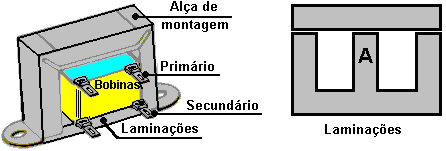 Alça de
montagem
Primário
Bobinas
Secundário
Laminações
A
Laminações